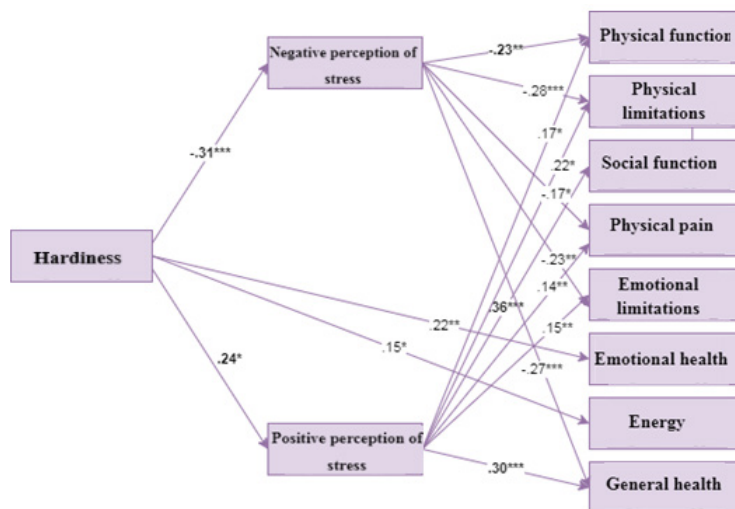 Physical function
Negative perception of
stress
-.23**
Physical
limitations
-.28***
.17*
Social function
.22*
-.31***
-.17*
Physical pain
Hardiness
-.23**
.14**
Emotional
limitations
.36***
.22**
.15**
.15*
Emotional health
-.27***
.24*
Energy
Positive perception of
stress
.30***
General health